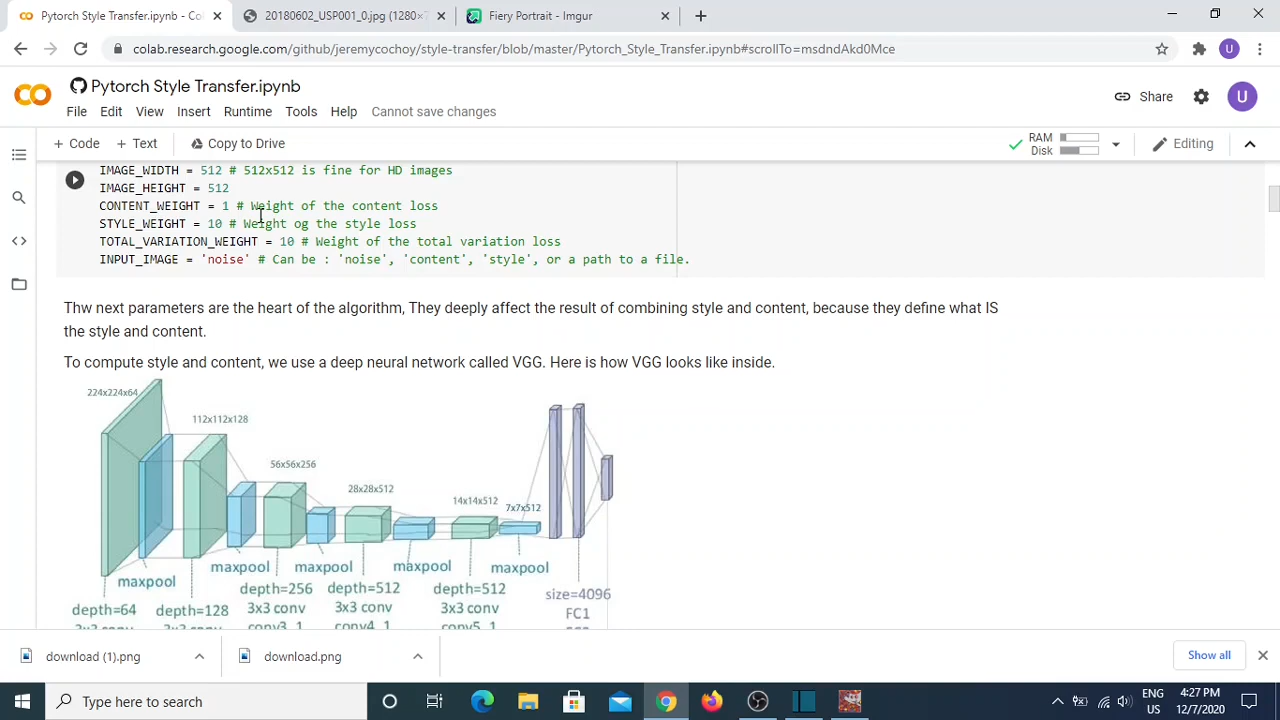 Pytorch Style Transfer.ipynb - Co
20180602_USP001_0.jpg (1280×
Fiery Portrait - Imgur
colab.research.google.com/github/jeremycochoy/style-transfer/blob/master/Pytorch_Style_Transfer.ipynb#scrollTo=msdndAkd0Mce
U
Pytorch Style Transfer.ipynb
File Edit View Insert Runtime Tools Help Cannot save changes
Share
U
+ Code + Text Copy to Drive
RAM
Disk
Editing
IMAGE_WIDTH = 512 # 512x512 is fine for HD images
IMAGE_HEIGHT = 512
CONTENT_WEIGHT = 1 # Weight of the content loss
STYLE_WEIGHT = 10 # Weight og the style loss
TOTAL_VARIATION_WEIGHT = 10 # Weight of the total variation loss
INPUT_IMAGE = 'noise' # Can be : 'noise', 'content', 'style', or a path to a file.
Thw next parameters are the heart of the algorithm, They deeply affect the result of combining style and content, because they define what IS
the style and content.
To compute style and content, we use a deep neural network called VGG. Here is how VGG looks like inside.
224x224x64
112x112x128
56x56x256
28x28x512
14x14x512
7x7x512
maxpool
maxpool
maxpool
maxpool
maxpool
depth=64
3x3 conv
depth=128
3x3 conv
depth=256
3x3 conv
conv3_1
depth=512
3x3 conv
conv4_1
depth=512
3x3 conv
conv5_1
size=4096
FC1
download (1).png
download.png
Show all
Type here to search
ENG
US
4:27 PM
12/7/2020